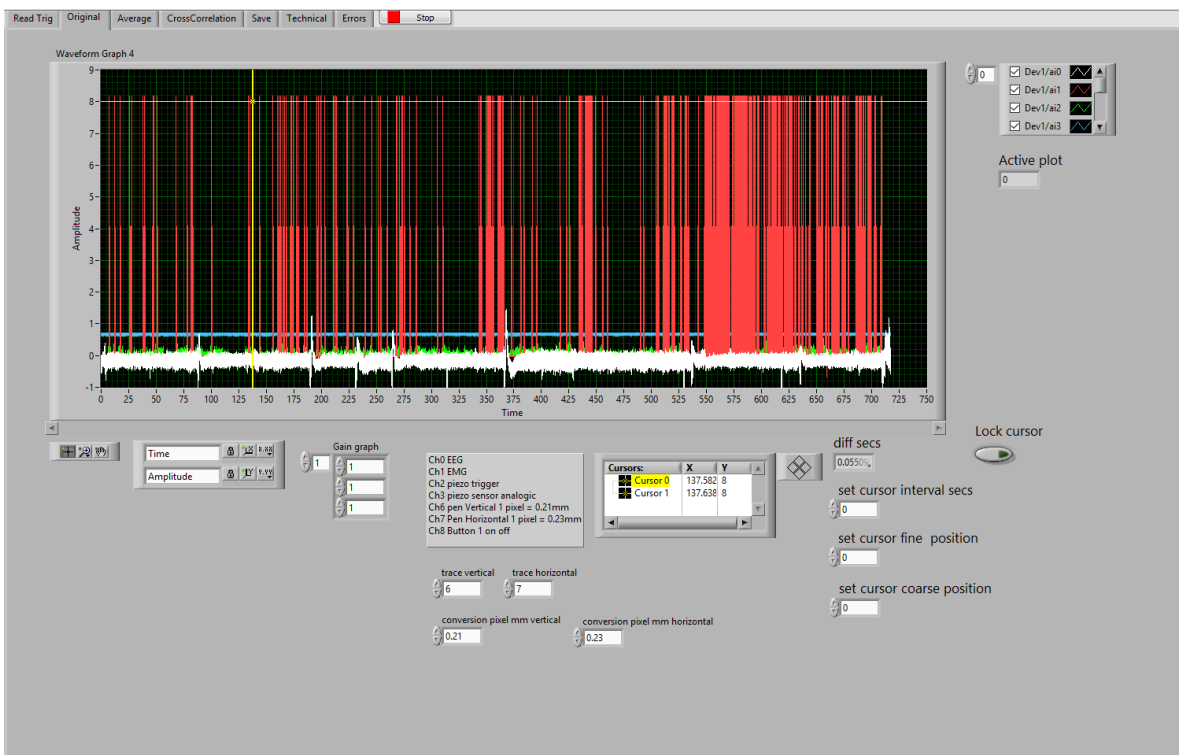 Read Trig Original Average CrossCorrelation Save Technical Errors Stop
Waveform Graph 4
0
Dev1/ai0
Dev1/ai1
Dev1/ai2
Dev1/ai3
Active plot
0
Amplitude
9
8
7
6
5
4
3
2
1
0
-1
0 25 50 75 100 125 150 175 200 225 250 275 300 325 350 375 400 425 450 475 500 525 550 575 600 625 650 675 700 725 750
Time
Time
Amplitude
1
Gain graph
1
1
1
Ch0 EEG
Ch1 EMG
Ch2 piezo trigger
Ch3 piezo sensor analogic
Ch6 pen Vertical 1 pixel = 0.21mm
Ch7 Pen Horizontal 1 pixel = 0.23mm
Ch8 Button 1 on off
Cursors: X Y
Cursor 0 137.582 8
Cursor 1 137.638 8
diff secs
Lock cursor
set cursor interval secs
0
set cursor fine position
0
set cursor coarse position
0
trace vertical trace horizontal
6 7
conversion pixel mm vertical conversion pixel mm horizontal
0.21 0.23